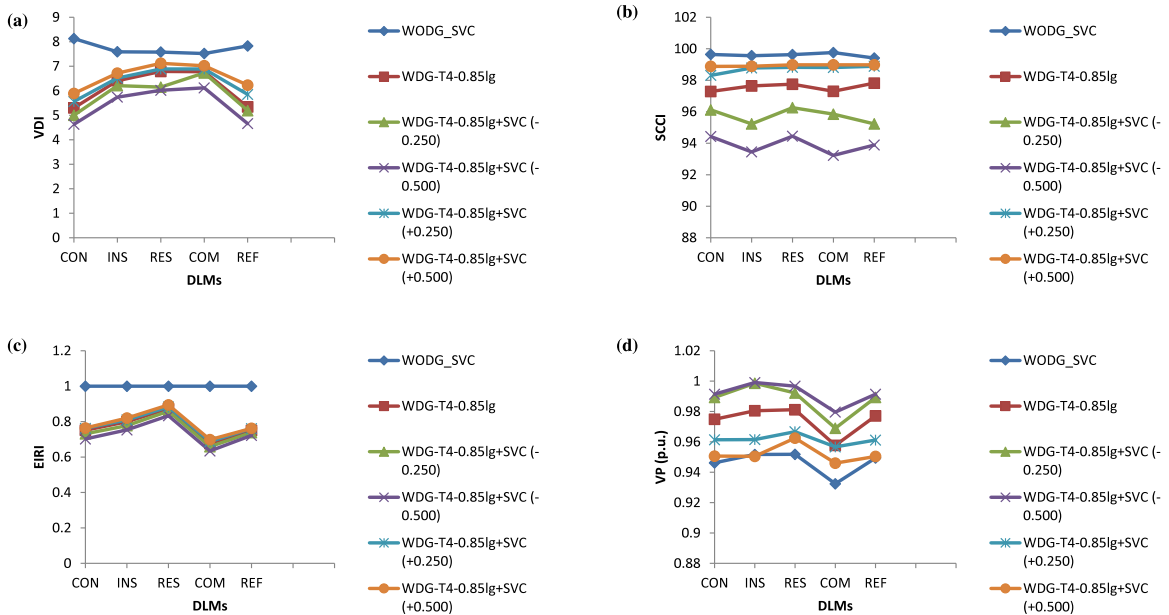 (a)
VDI
9
8
7
6
5
4
3
2
1
0
CON INS RES COM REF
DLMs
WODG_SVC
WDG-T4-0.85lg
WDG-T4-0.85lg+SVC (-
0.250)
WDG-T4-0.85lg+SVC (-
0.500)
WDG-T4-0.85lg+SVC
(+0.250)
WDG-T4-0.85lg+SVC
(+0.500)
(b)
SCCI
102
100
98
96
94
92
90
88
CON INS RES COM REF
DLMs
WODG_SVC
WDG-T4-0.85lg
WDG-T4-0.85lg+SVC (-
0.250)
WDG-T4-0.85lg+SVC (-
0.500)
WDG-T4-0.85lg+SVC
(+0.250)
WDG-T4-0.85lg+SVC
(+0.500)
(c)
EIRI
1.2
1
0.8
0.6
0.4
0.2
0
CON INS RES COM REF
DLMs
WODG_SVC
WDG-T4-0.85lg
WDG-T4-0.85lg+SVC (-
0.250)
WDG-T4-0.85lg+SVC (-
0.500)
WDG-T4-0.85lg+SVC
(+0.250)
WDG-T4-0.85lg+SVC
(+0.500)
(d)
VP (p.u.)
1.02
1
0.98
0.96
0.94
0.92
0.9
0.88
CON INS RES COM REF
DLMs
WODG_SVC
WDG-T4-0.85lg
WDG-T4-0.85lg+SVC (-
0.250)
WDG-T4-0.85lg+SVC (-
0.500)
WDG-T4-0.85lg+SVC
(+0.250)
WDG-T4-0.85lg+SVC
(+0.500)